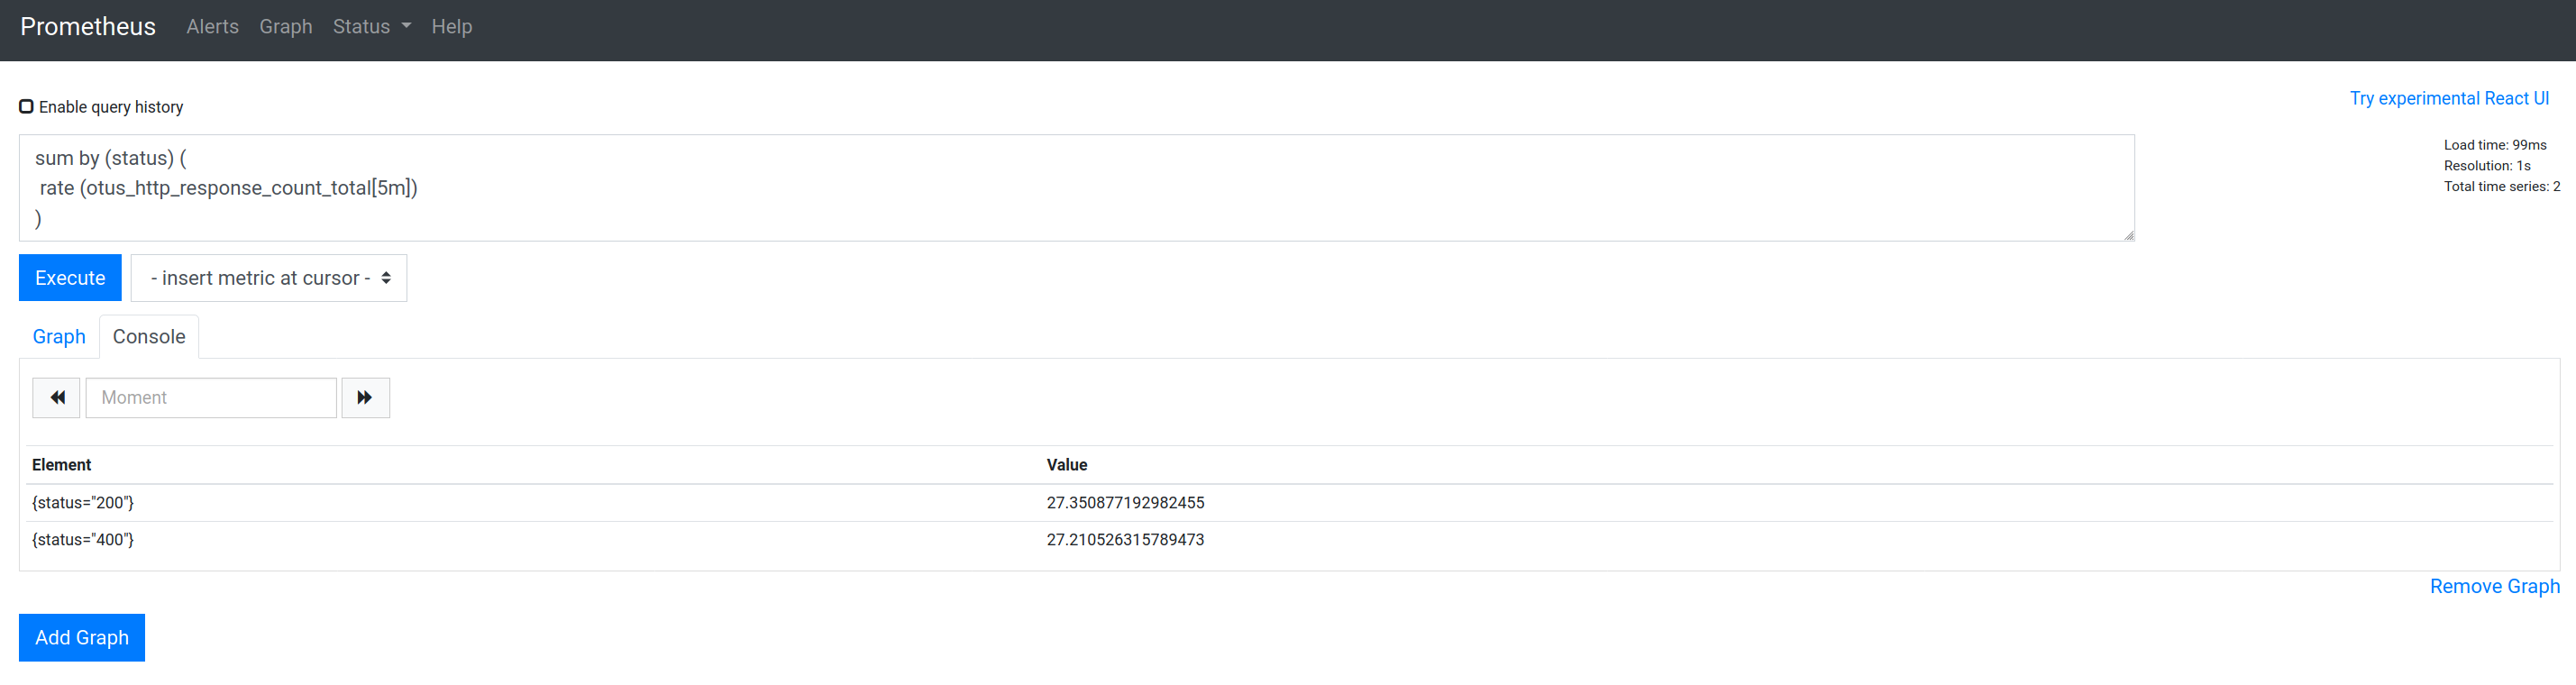 Prometheus Alerts Graph Status Help
Enable query history
Try experimental React UI
sum by (status) (
rate (otus_http_response_count_total[5m])
)
Load time: 99ms
Resolution: 1s
Total time series: 2
Execute
- insert metric at cursor -
Graph Console
Moment
Element Value
{status="200"} 27.350877192982455
{status="400"} 27.210526315789473
Remove Graph
Add Graph